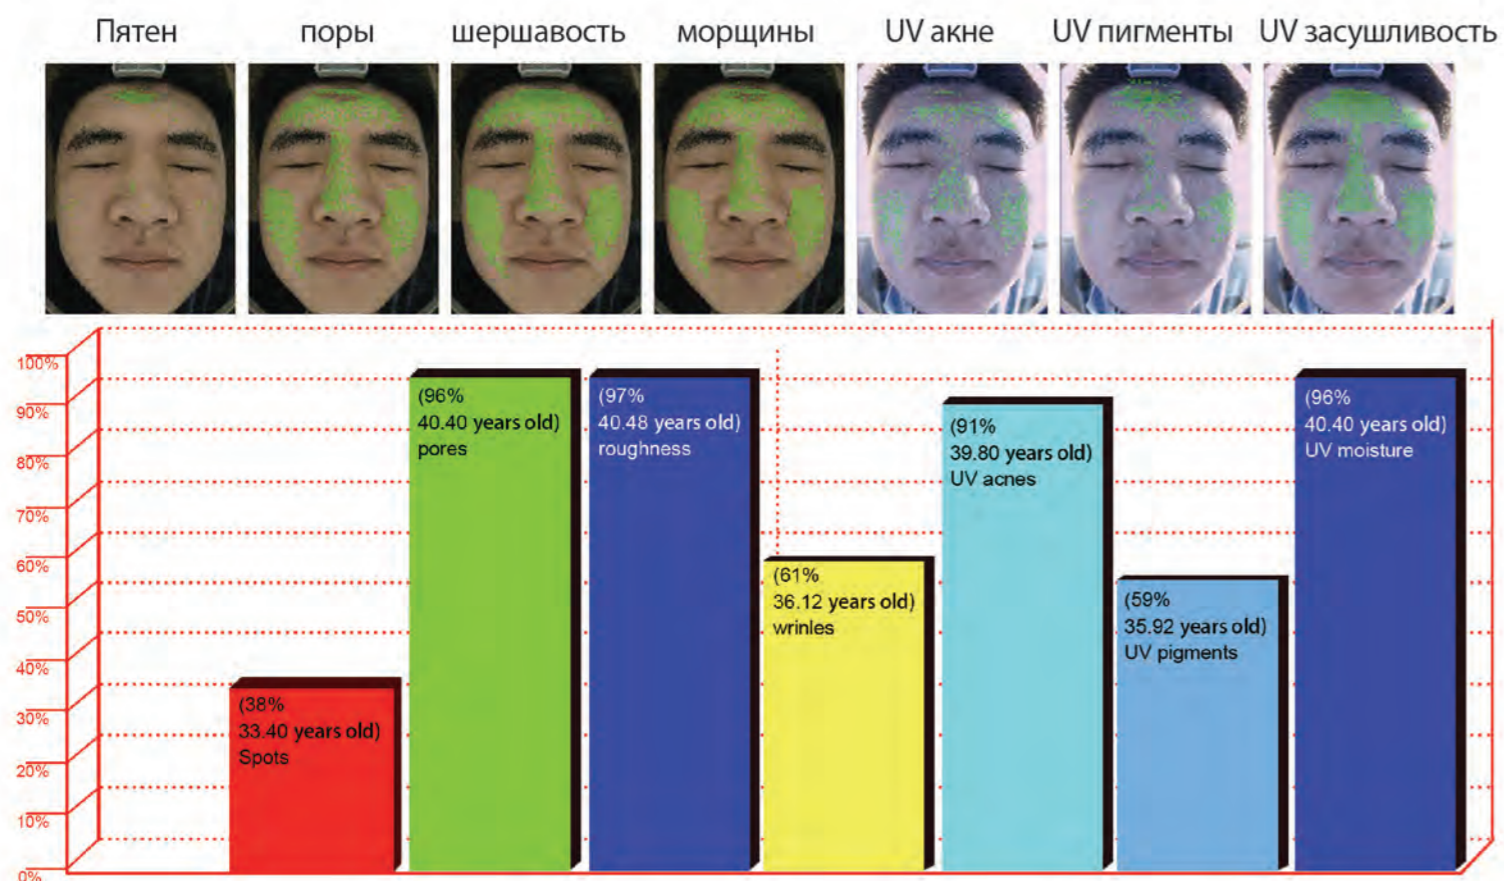 Пятен
поры
шершавость
морщины
UV акне
UV пигменты
UV засушливость
100%
90%
80%
70%
60%
50%
40%
30%
20%
10%
0%
(38%
33.40 years old)
Spots
(96%
40.40 years old)
pores
(97%
40.48 years old)
roughness
(61%
36.12 years old)
wrinles
(91%
39.80 years old)
UV acnes
(59%
35.92 years old)
UV pigments
(96%
40.40 years old)
UV moisture